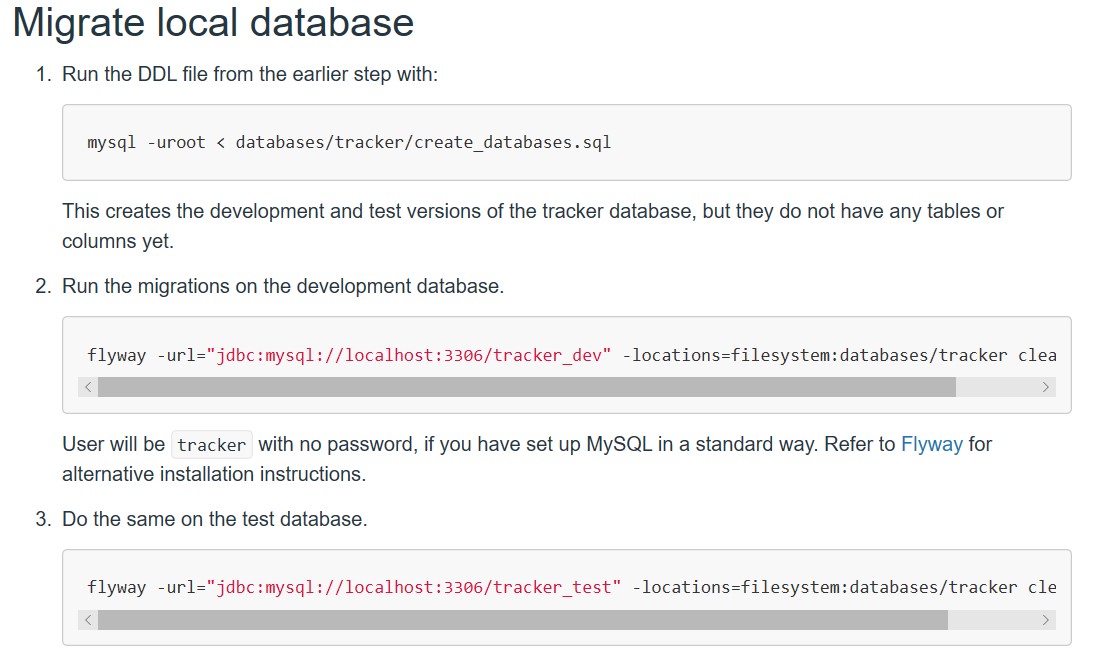 Migrate local database
1. Run the DDL file from the earlier step with:
mysql -uroot < databases/tracker/create_databases.sql
This creates the development and test versions of the tracker database, but they do not have any tables or
columns yet.
2. Run the migrations on the development database.
flyway -url="jdbc:mysql://localhost:3306/tracker_dev" -locations=filesystem:databases/tracker clea
User will be tracker with no password, if you have set up MySQL in a standard way. Refer to Flyway for
alternative installation instructions.
3. Do the same on the test database.
flyway -url="jdbc:mysql://localhost:3306/tracker_test" -locations=filesystem:databases/tracker cle